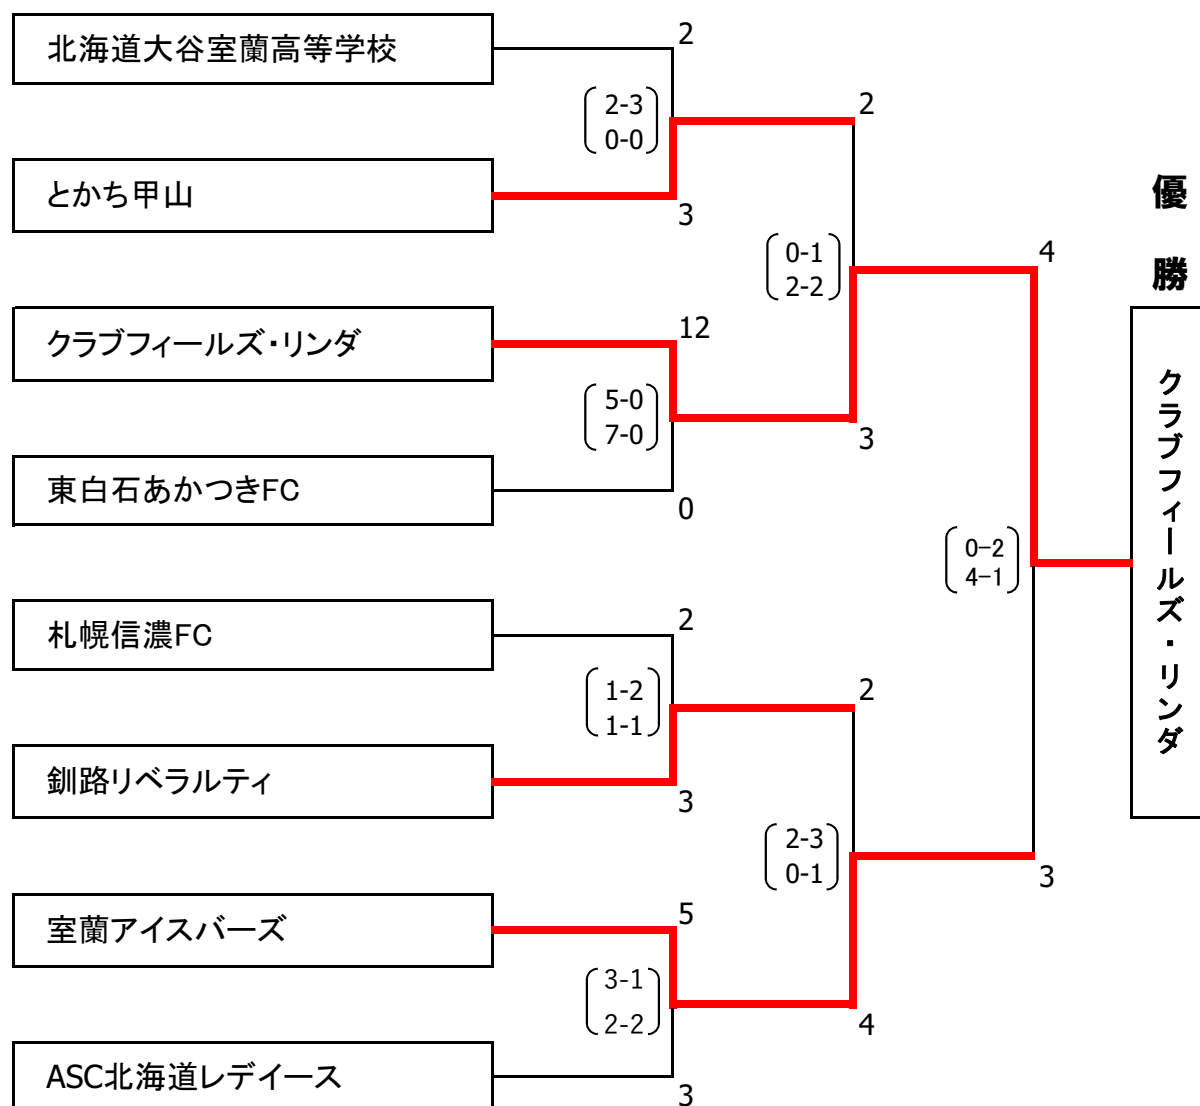 北海道大谷室蘭高等学校
2
2-3
0-0
とかち甲山
3
2
クラブフィールズ・リンダ
12
5-0
7-0
東白石あかつきFC
0
3
0-1
2-2
4
札幌信濃FC
2
1-2
1-1
釧路リベラルティ
3
2
室蘭アイスバーズ
5
3-1
2-2
ASC北海道レデイース
3
4
2-3
0-1
3
0-2
4-1
優勝
クラブフィールズ・リンダ